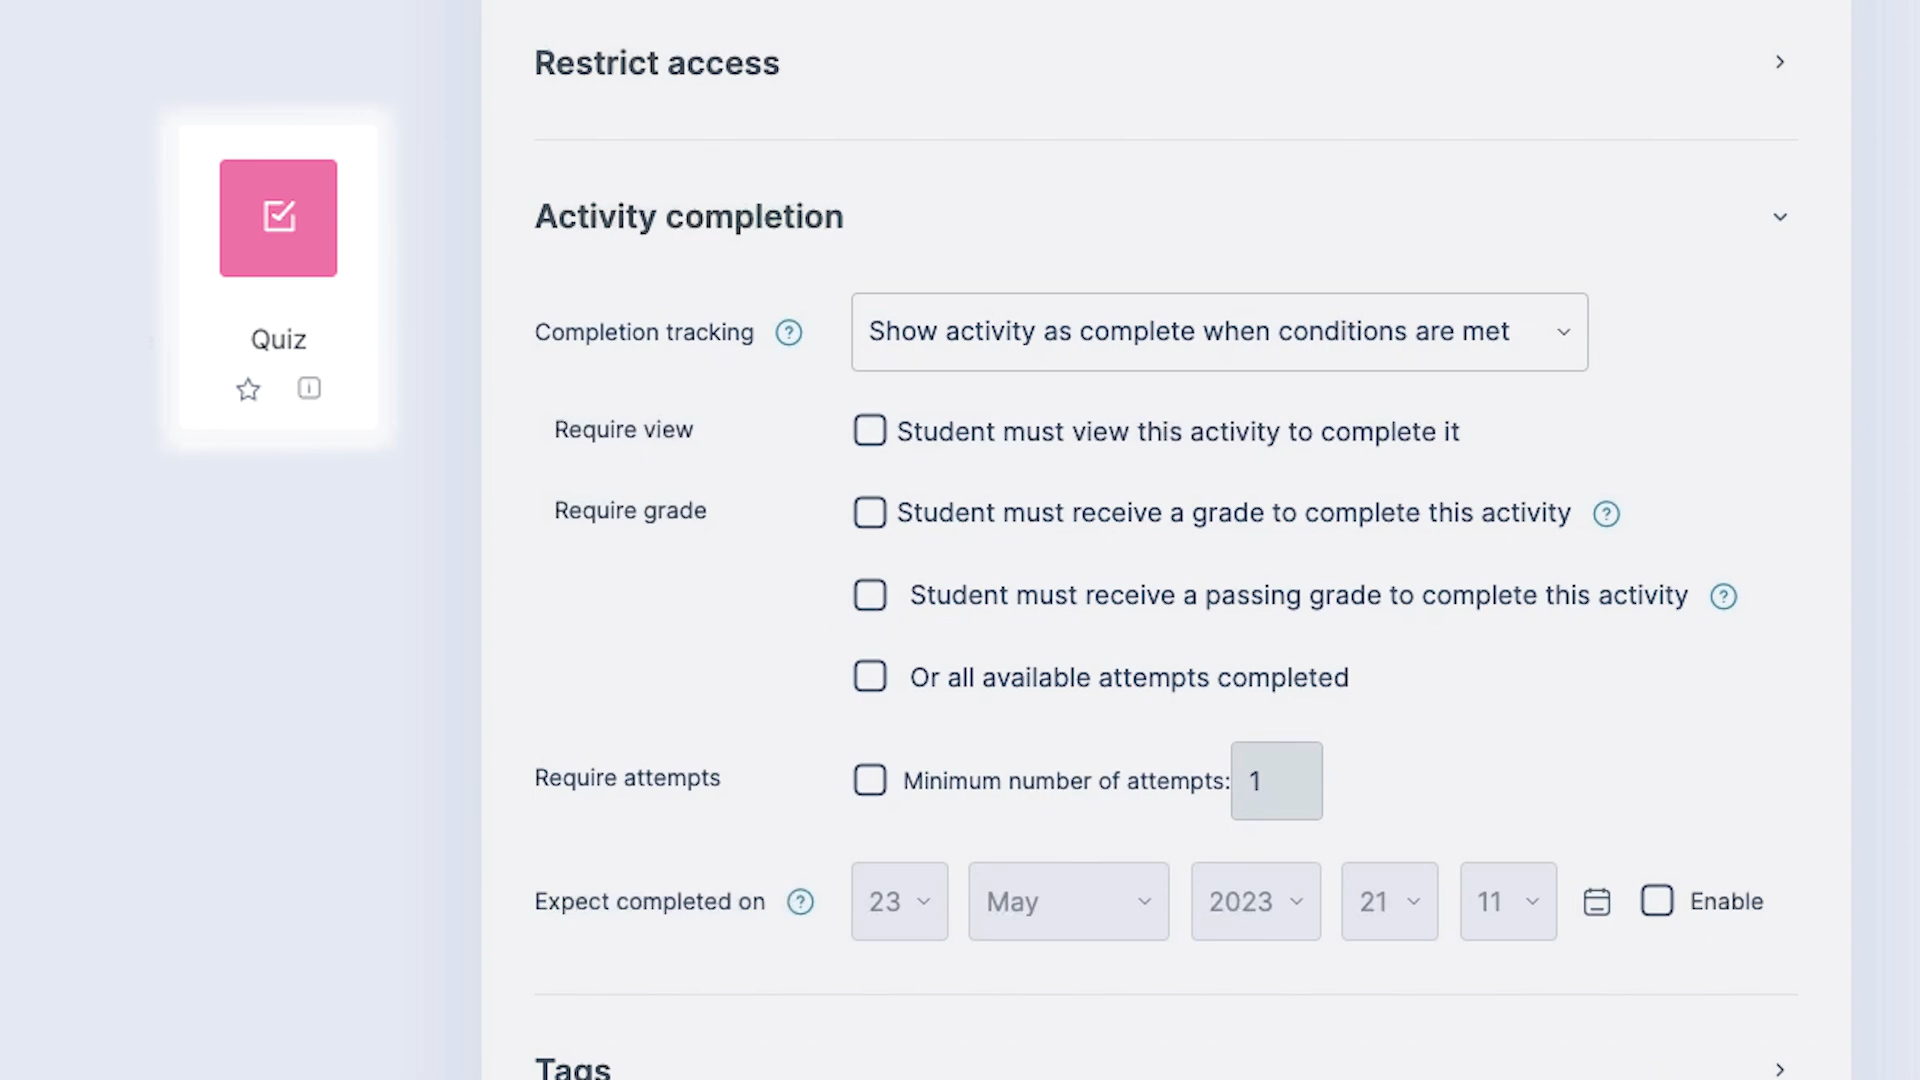 Restrict access
Quiz
Activity completion
Completion tracking ? Show activity as complete when conditions are met
Require view Student must view this activity to complete it
Require grade Student must receive a grade to complete this activity ?
Student must receive a passing grade to complete this activity ?
Or all available attempts completed
Require attempts Minimum number of attempts: 1
Expect completed on ? 23 May 2023 21 11 Enable
Tags